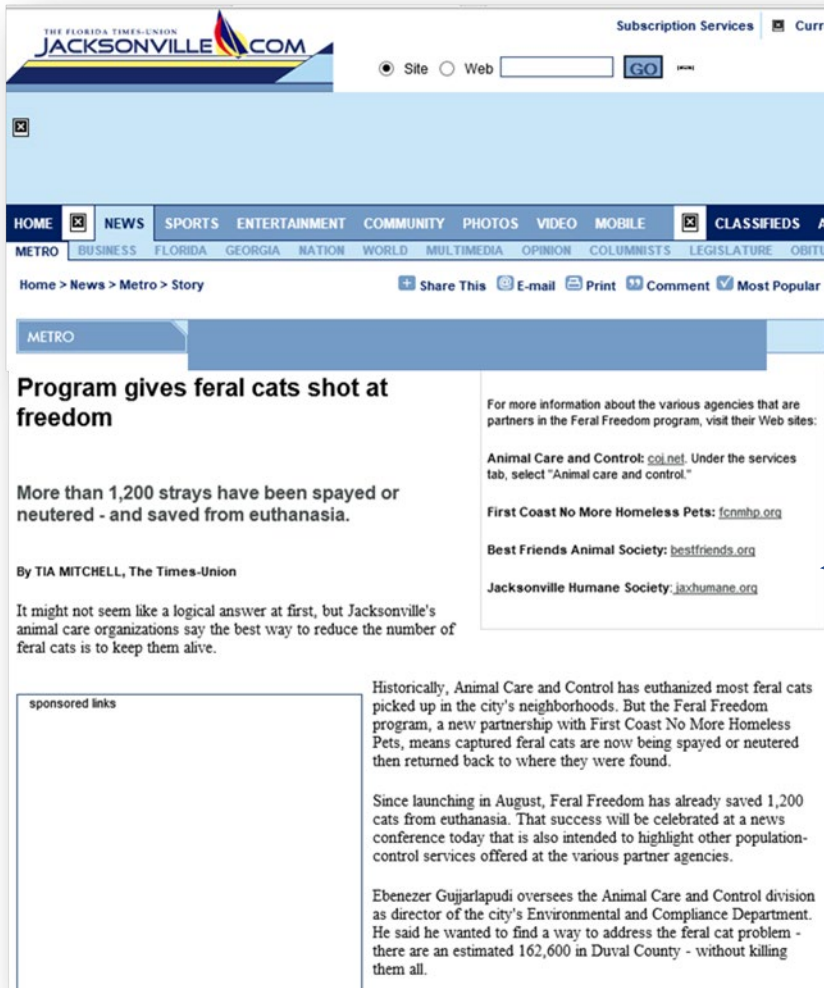 THE FLORIDA TIMES-UNION
JACKSONVILLE COM
Subscription Services Curr
Site Web GO
HOME NEWS SPORTS ENTERTAINMENT COMMUNITY PHOTOS VIDEO MOBILE CLASSIFIEDS A
METRO BUSINESS FLORIDA GEORGIA NATION WORLD MULTIMEDIA OPINION COLUMNISTS LEGISLATURE OBITU
Home > News > Metro > Story
Share This E-mail Print Comment Most Popular
METRO
Program gives feral cats shot at
freedom
More than 1,200 strays have been spayed or
neutered - and saved from euthanasia.
By TIA MITCHELL, The Times-Union
It might not seem like a logical answer at first, but Jacksonville's
animal care organizations say the best way to reduce the number of
feral cats is to keep them alive.
For more information about the various agencies that are
partners in the Feral Freedom program, visit their Web sites:
Animal Care and Control: coj.net. Under the services
tab, select "Animal care and control."
First Coast No More Homeless Pets: fcnmhp.org
Best Friends Animal Society: bestfriends.org
Jacksonville Humane Society: jaxhumane.org
sponsored links
Historically, Animal Care and Control has euthanized most feral cats
picked up in the city's neighborhoods. But the Feral Freedom
program, a new partnership with First Coast No More Homeless
Pets, means captured feral cats are now being spayed or neutered
then returned back to where they were found.
Since launching in August, Feral Freedom has already saved 1,200
cats from euthanasia. That success will be celebrated at a news
conference today that is also intended to highlight other population-
control services offered at the various partner agencies.
Ebenezer Gujjarlapudi oversees the Animal Care and Control division
as director of the city's Environmental and Compliance Department.
He said he wanted to find a way to address the feral cat problem -
there are an estimated 162,600 in Duval County - without killing
them all.